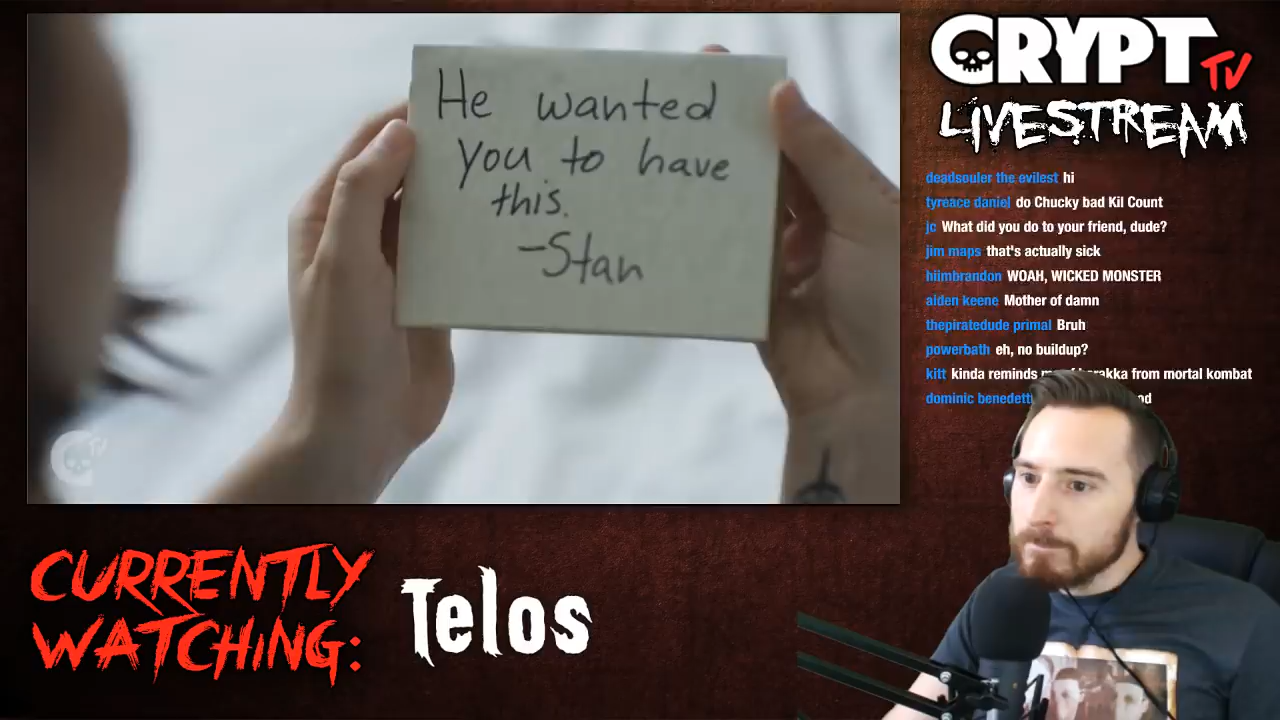 He wanted
you to have
this.
-Stan
CRYPT
TV
LIVESTREAM
deadsouler the evilest hi
tyreace daniel do Chucky bad Kil Count
jc What did you do to your friend, dude?
jim maps that's actually sick
hiimbrandon WOAH, WICKED MONSTER
aiden keene Mother of damn
thepiratedude primal Bruh
powerbath eh, no buildup?
kitt kinda reminds from mortal kombat
dominic benedetti
CURRENTLY
WATCHING:
Telos